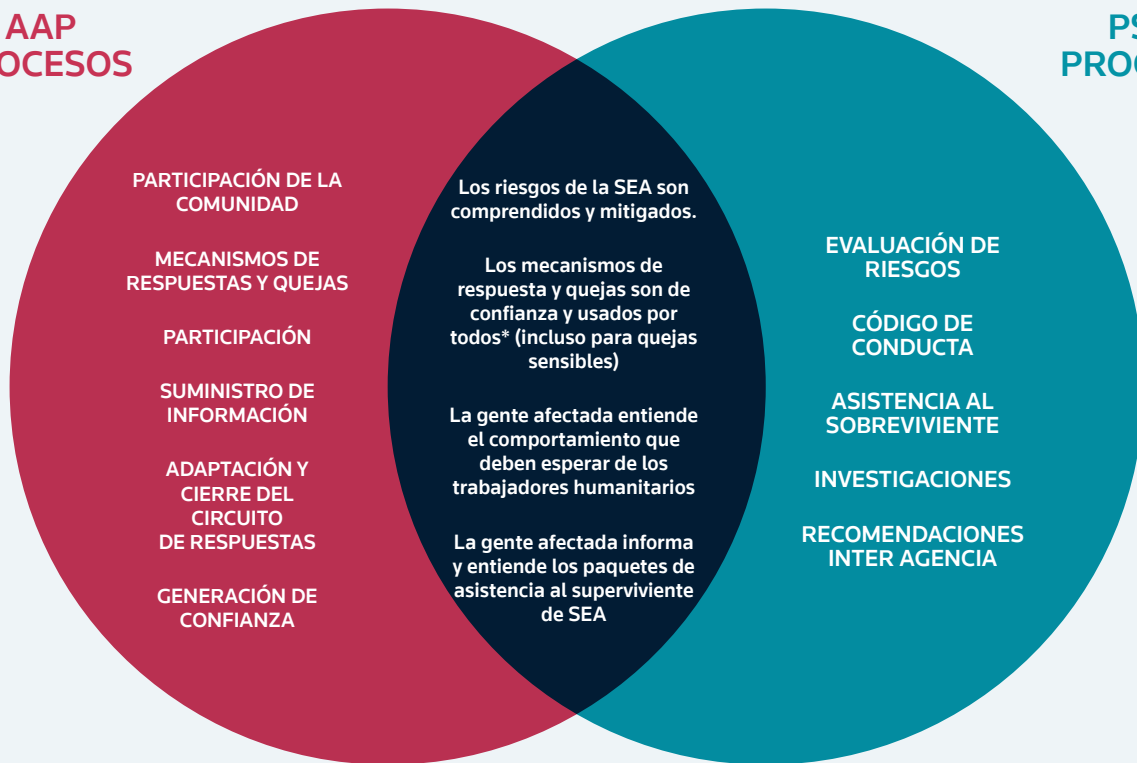 AAP
OCESOS
PARTICIPACIÓN DE LA
COMUNIDAD
MECANISMOS DE
RESPUESTAS Y QUEJAS
PARTICIPACIÓN
SUMINISTRO DE
INFORMACIÓN
ADAPTACIÓN Y
CIERRE DEL
CIRCUITO
DE RESPUESTAS
GENERACIÓN DE
CONFIANZA
Los riesgos de la SEA son
comprendidos y mitigados.
Los mecanismos de
respuesta y quejas son de
confianza y usados por
todos* (incluso para quejas
sensibles)
La gente afectada entiende
el comportamiento que
deben esperar de los
trabajadores humanitarios
La gente afectada informa
y entiende los paquetes de
asistencia al superviviente
de SEA
PS
PROC
EVALUACIÓN DE
RIESGOS
CÓDIGO DE
CONDUCTA
ASISTENCIA AL
SOBREVIVIENTE
INVESTIGACIONES
RECOMENDACIONES
INTER AGENCIA